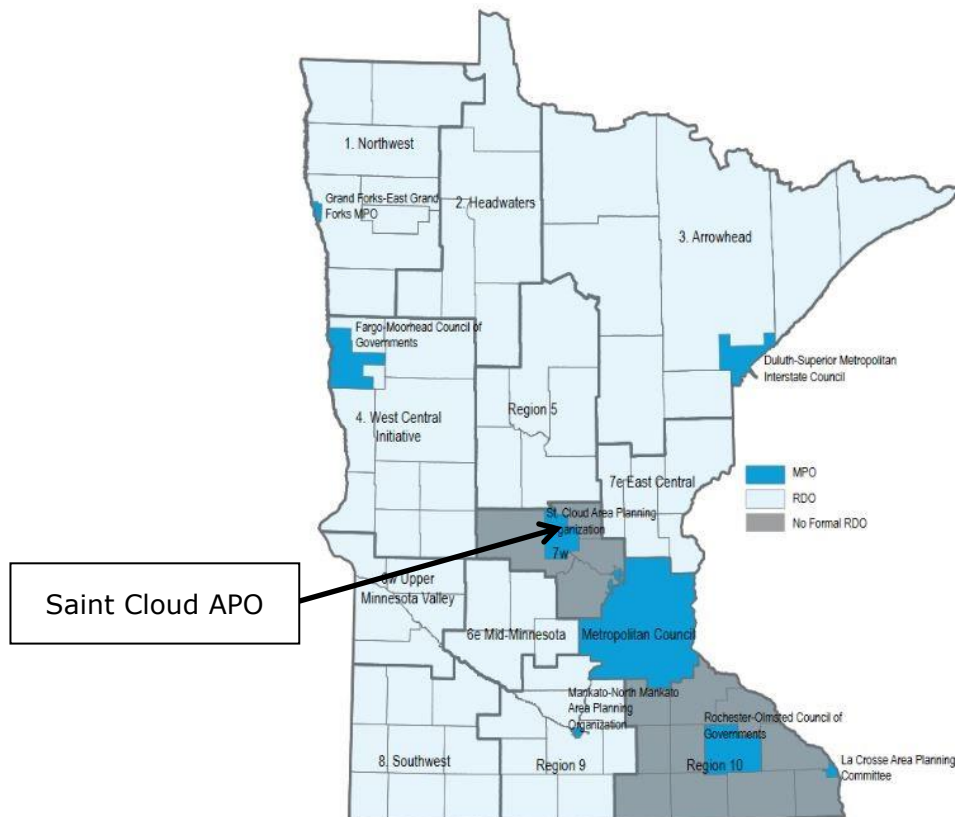 1. Northwest
Grand Forks-East Grand
Forks MPO
2. Headwaters
3. Arrowhead
Fargo-Moorhead Council of
Governments
Duluth-Superior Metropolitan
Interstate Council
Region 5
4. West Central
Initiative
7e East Central
MPO
RDO
No Formal RDO
St. Cloud Area Planning
Organization
7w
Saint Cloud APO
6w Upper
Minnesota Valley
6e Mid-Minnesota
Metropolitan Council
Mankato-North Mankato
Area Planning
Organization
Rochester-Olmsted Council of
Governments
8. Southwest
Region 9
Region 10
La Crosse Area Planning
Committee